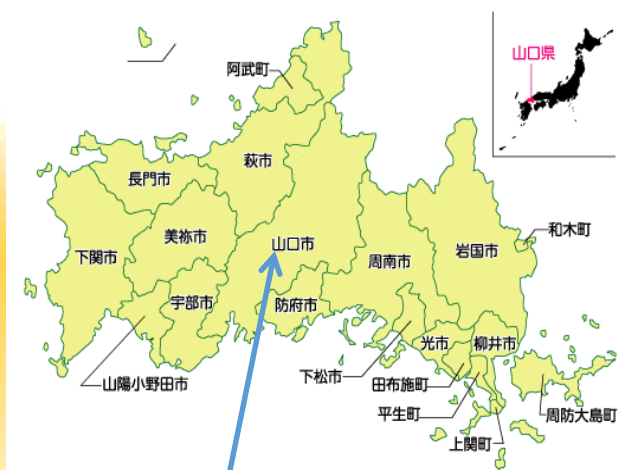 山口県
阿武町
萩市
長門市
和木町
美祢市
山口市
下関市
周南市
岩国市
宇部市
防府市
光市
柳井市
下松市
山陽小野田市
田布施町
平生町
周防大島町
上関町